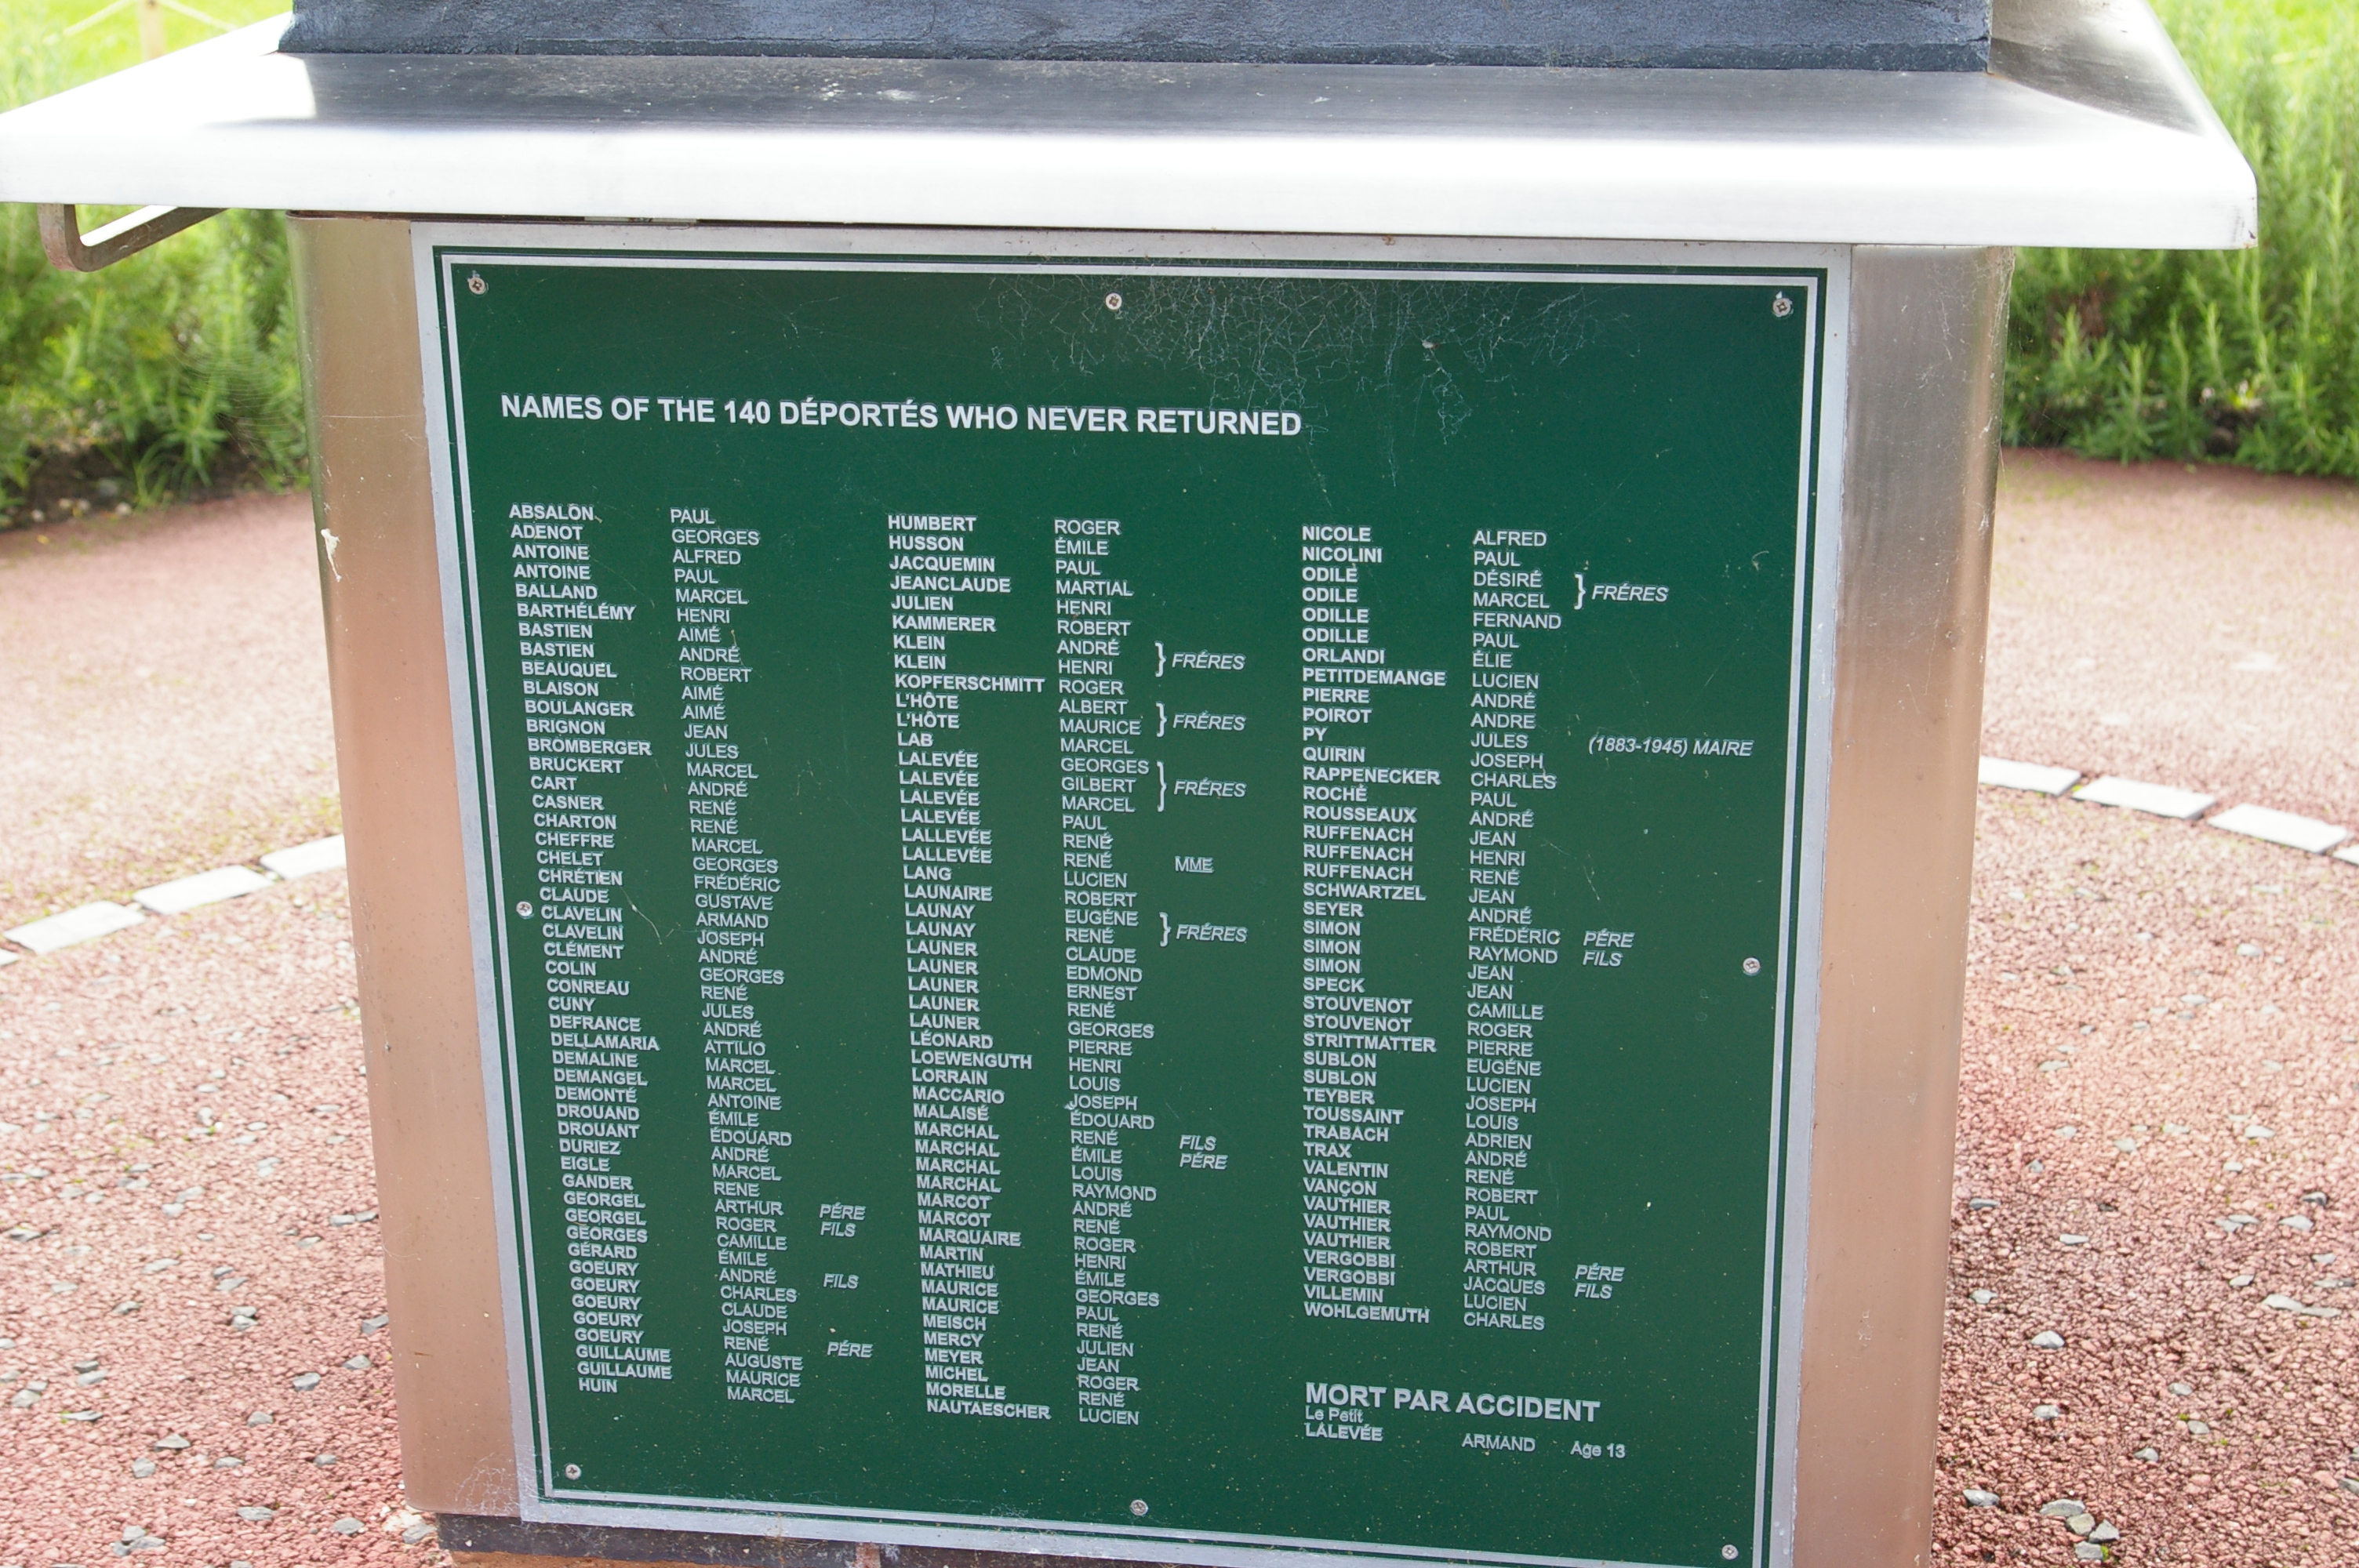 NAMES OF THE 140 DÉPORTÉS WHO NEVER RETURNED
ABSALON PAUL
ADENOT GEORGES
ANTOINE ALFRED
ANTOINE PAUL
BALLAND MARCEL
BARTHÉLÉMY HENRI
BASTIEN AIMÉ
BASTIEN ANDRÉ
BEAUQUEL ROBERT
BLAISON AIMÉ
BOULANGER AIMÉ
BRIGNON JEAN
BROMBERGER JULES
BRUCKERT MARCEL
CART ANDRÉ
CASNER RENÉ
CHARTON RENÉ
CHEFFRE MARCEL
CHELET GEORGES
CHRÉTIEN FRÉDÉRIC
CLAUDE GUSTAVE
CLAVELIN ARMAND
CLAVELIN JOSEPH
CLÉMENT ANDRÉ
COLIN GEORGES
CONREAU RENÉ
CUNY JULES
DEFRANCE ANDRÉ
DELLAMARIA ATTILIO
DEMALINE MARCEL
DEMANGEL MARCEL
DEMONTÉ ANTOINE
DROUAND ÉMILE
DROUANT ÉDOUARD
DURIEZ ANDRÉ
EIGLE MARCEL
GANDER RENE
GEORGEL ARTHUR PÉRE
GEORGEL ROGER FILS
GEORGES CAMILLE
GÉRARD ÉMILE
GOEURY ANDRÉ FILS
GOEURY CHARLES
GOEURY CLAUDE
GOEURY JOSEPH
GOEURY RENÉ PÉRE
GUILLAUME AUGUSTE
GUILLAUME MAURICE
HUIN MARCEL
HUMBERT ROGER
HUSSON ÉMILE
JACQUEMIN PAUL
JEANCLAUDE MARTIAL
JULIEN HENRI
KAMMERER ROBERT
KLEIN ANDRÉ
KLEIN HENRI } FRÉRES
KOPFERSCHMITT ROGER
L'HÔTE ALBERT
L'HÔTE MAURICE } FRÉRES
LAB MARCEL
LALEVÉE GEORGES
LALEVÉE GILBERT } FRÉRES
LALEVÉE MARCEL
LALEVÉE PAUL
LALLEVÉE RENÉ
LALLEVÉE RENÉ MME
LANG LUCIEN
LAUNAIRE ROBERT
LAUNAY EUGÉNE
LAUNAY RENÉ } FRÉRES
LAUNER CLAUDE
LAUNER EDMOND
LAUNER ERNEST
LAUNER RENÉ
LAUNER GEORGES
LÉONARD PIERRE
LOEWENGUTH HENRI
LORRAIN LOUIS
MACCARIO JOSEPH
MALAISÉ ÉDOUARD
MARCHAL RENÉ FILS
MARCHAL ÉMILE PÉRE
MARCHAL LOUIS
MARCHAL RAYMOND
MARCOT ANDRÉ
MARCOT RENÉ
MARQUAIRE ROGER
MARTIN HENRI
MATHIEU ÉMILE
MAURICE GEORGES
MAURICE PAUL
MEISCH RENÉ
MERCY JULIEN
MEYER JEAN
MICHEL ROGER
MORELLE RENÉ
NAUTAESCHER LUCIEN
NICOLE ALFRED
NICOLINI PAUL
ODILE DÉSIRÉ
ODILE MARCEL } FRÉRES
ODILLE FERNAND
ODILLE PAUL
ORLANDI ÉLIE
PETITDEMANGE LUCIEN
PIERRE ANDRÉ
POIROT ANDRE
PY JULES (1883-1945) MAIRE
QUIRIN JOSEPH
RAPPENECKER CHARLES
ROCHÉ PAUL
ROUSSEAUX ANDRÉ
RUFFENACH JEAN
RUFFENACH HENRI
RUFFENACH RENÉ
SCHWARTZEL JEAN
SEYER ANDRÉ
SIMON FRÉDÉRIC PÉRE
SIMON RAYMOND FILS
SIMON JEAN
SPECK JEAN
STOUVENOT CAMILLE
STOUVENOT ROGER
STRITTMATTER PIERRE
SUBLON EUGÉNE
SUBLON LUCIEN
TEYBER JOSEPH
TOUSSAINT LOUIS
TRABACH ADRIEN
TRAX ANDRÉ
VALENTIN RENÉ
VANÇON ROBERT
VAUTHIER PAUL
VAUTHIER RAYMOND
VAUTHIER ROBERT
VERGOBBI ARTHUR PÉRE
VERGOBBI JACQUES FILS
VILLEMIN LUCIEN
WOHLGEMUTH CHARLES
MORT PAR ACCIDENT
Le Petit
LALEVÉE ARMAND Age 13